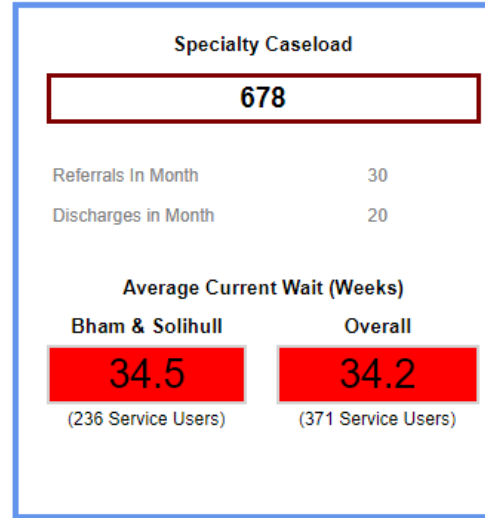 Specialty Caseload
678
Referrals In Month 30
Discharges in Month 20
Average Current Wait (Weeks)
Bham & Solihull Overall
34.5 34.2
(236 Service Users) (371 Service Users)